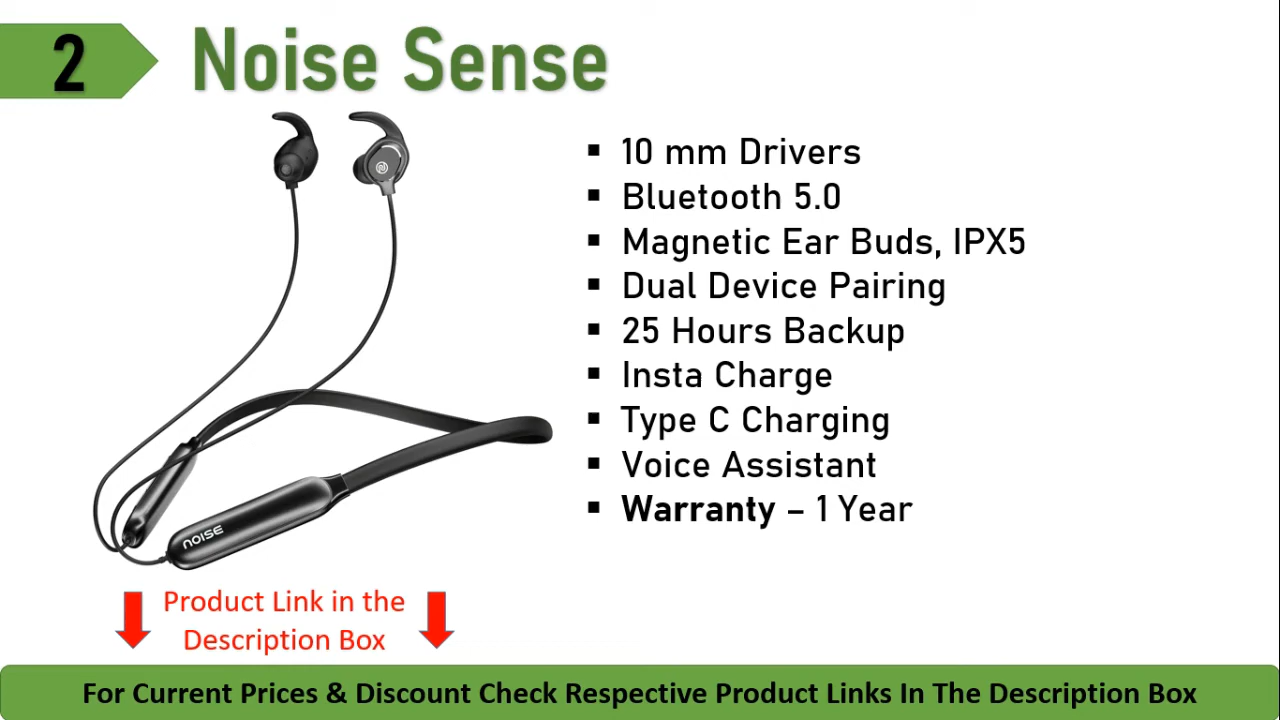 2
Noise Sense
10 mm Drivers
Bluetooth 5.0
Magnetic Ear Buds, IPX5
Dual Device Pairing
25 Hours Backup
Insta Charge
Type C Charging
Voice Assistant
Warranty – 1 Year
NOISE
Product Link in the
Description Box
For Current Prices & Discount Check Respective Product Links In The Description Box